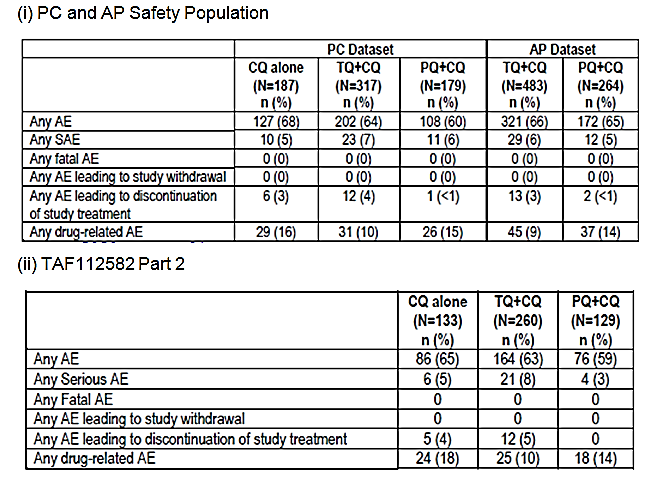 (i) PC and AP Safety Population
PC Dataset AP Dataset
CQ alone TQ+CQ PQ+CQ TQ+CQ PQ+CQ
(N=187) (N=317) (N=179) (N=483) (N=264)
n (%) n (%) n (%) n (%) n (%)
Any AE 127 (68) 202 (64) 108 (60) 321 (66) 172 (65)
Any SAE 10 (5) 23 (7) 11 (6) 29 (6) 12 (5)
Any fatal AE 0 (0) 0 (0) 0 (0) 0 (0) 0 (0)
Any AE leading to study withdrawal 0 (0) 0 (0) 0 (0) 0 (0) 0 (0)
Any AE leading to discontinuation 6 (3) 12 (4) 1 (<1) 13 (3) 2 (<1)
of study treatment
Any drug-related AE 29 (16) 31 (10) 26 (15) 45 (9) 37 (14)
(ii) TAF112582 Part 2
CQ alone TQ+CQ PQ+CQ
(N=133) (N=260) (N=129)
n (%) n (%) n (%)
Any AE 86 (65) 164 (63) 76 (59)
Any Serious AE 6 (5) 21 (8) 4 (3)
Any Fatal AE 0 0 0
Any AE leading to study withdrawal 0 0 0
Any AE leading to discontinuation of study treatment 5 (4) 12 (5) 0
Any drug-related AE 24 (18) 25 (10) 18 (14)